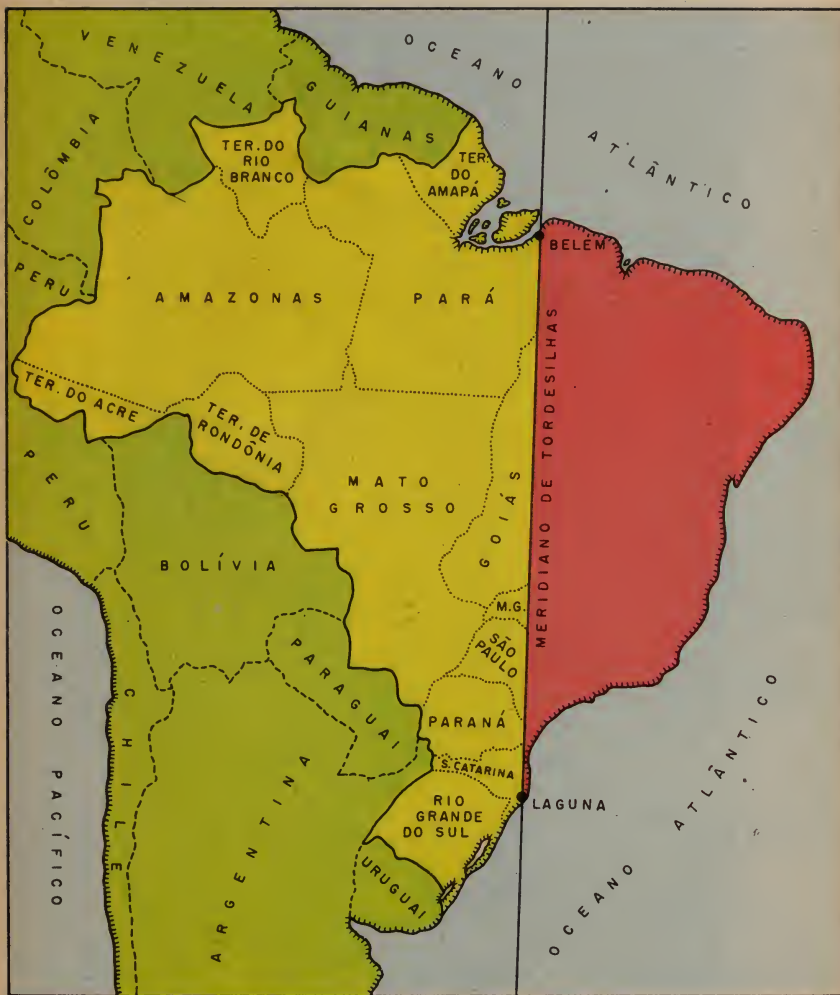 OCEANO
VENEZUELA
GUIANAS
COLÔMBIA
TER. DO
RIO
BRANCO
TER.
DO
AMAPÁ
ATLÂNTICO
BELÉM
PERU
AMAZONAS
PARÁ
MERIDIANO DE TORDESILHAS
TER. DO ACRE
TER. DE
RONDÔNIA
PERU
MATO
GROSSO
GOIÁS
BOLÍVIA
M.G.
SÃO
PAULO
OCEANO PACÍFICO
CHILE
PARAGUAI
PARANÁ
S. CATARINA
LAGUNA
RIO
GRANDE
DO SUL
ARGENTINA
URUGUAI
OCEANO ATLÂNTICO